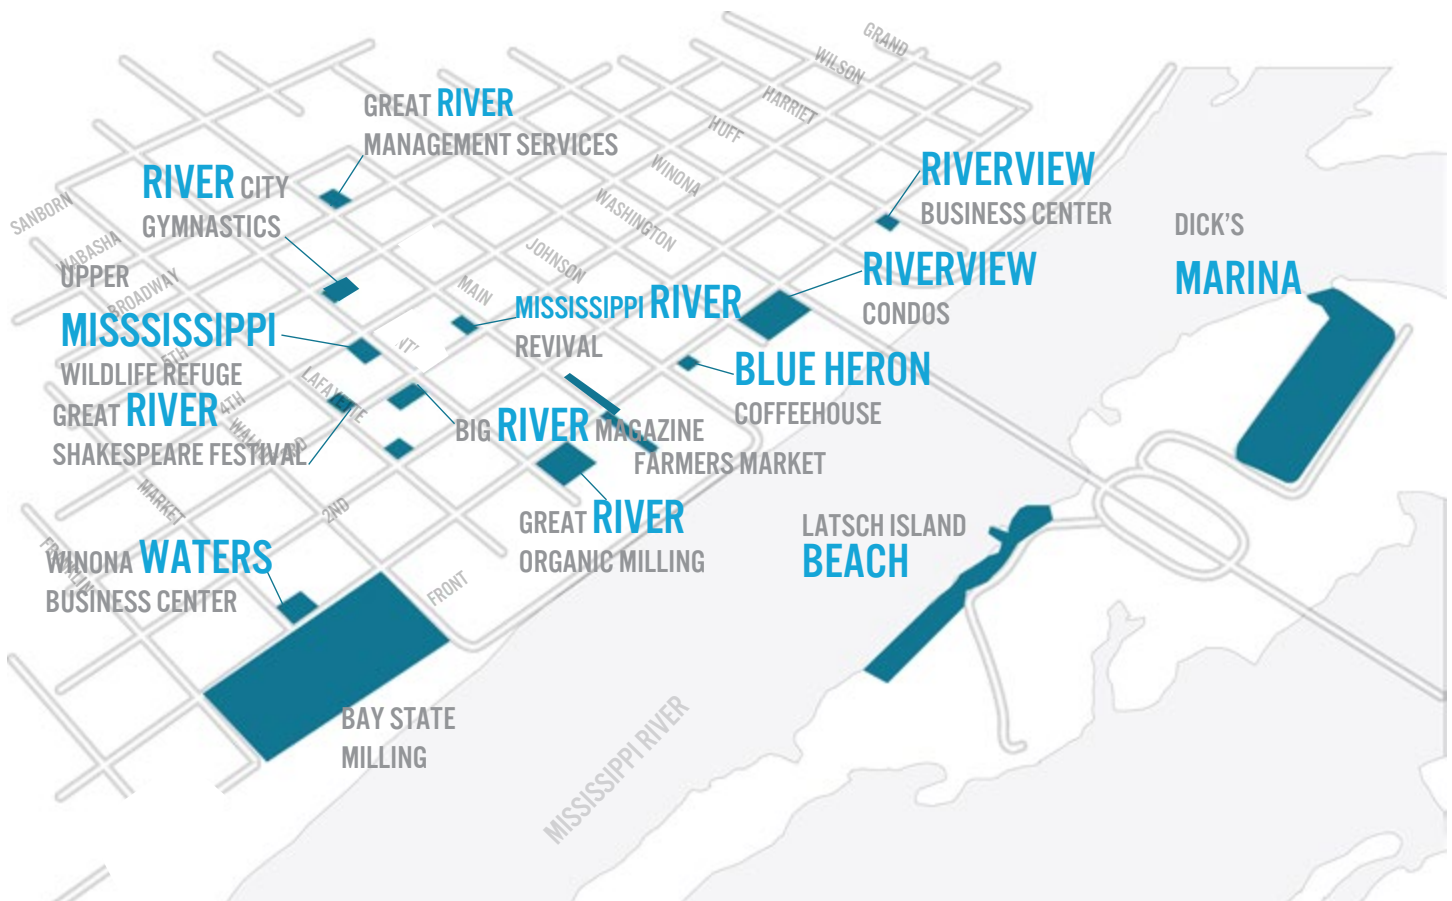 GRAND
WILSON
HARRIET
HUFF
WINONA
WASHINGTON
JOHNSON
MAIN
SANBORN
WABASHA
BROADWAY
5TH
4TH
LAFAYETTE
WALNUT
MARKET
2ND
FRANKLIN
FRONT
GREAT RIVER
MANAGEMENT SERVICES
RIVER CITY
GYMNASTICS
UPPER
MISSSISSIPPI
WILDLIFE REFUGE
GREAT RIVER
SHAKESPEARE FESTIVAL
MISSISSIPPI RIVER
REVIVAL
BIG RIVER MAGAZINE
FARMERS MARKET
GREAT RIVER
ORGANIC MILLING
WINONA WATERS
BUSINESS CENTER
BAY STATE
MILLING
RIVERVIEW
BUSINESS CENTER
RIVERVIEW
CONDOS
BLUE HERON
COFFEEHOUSE
DICK'S
MARINA
LATSCH ISLAND
BEACH
MISSISSIPPI RIVER